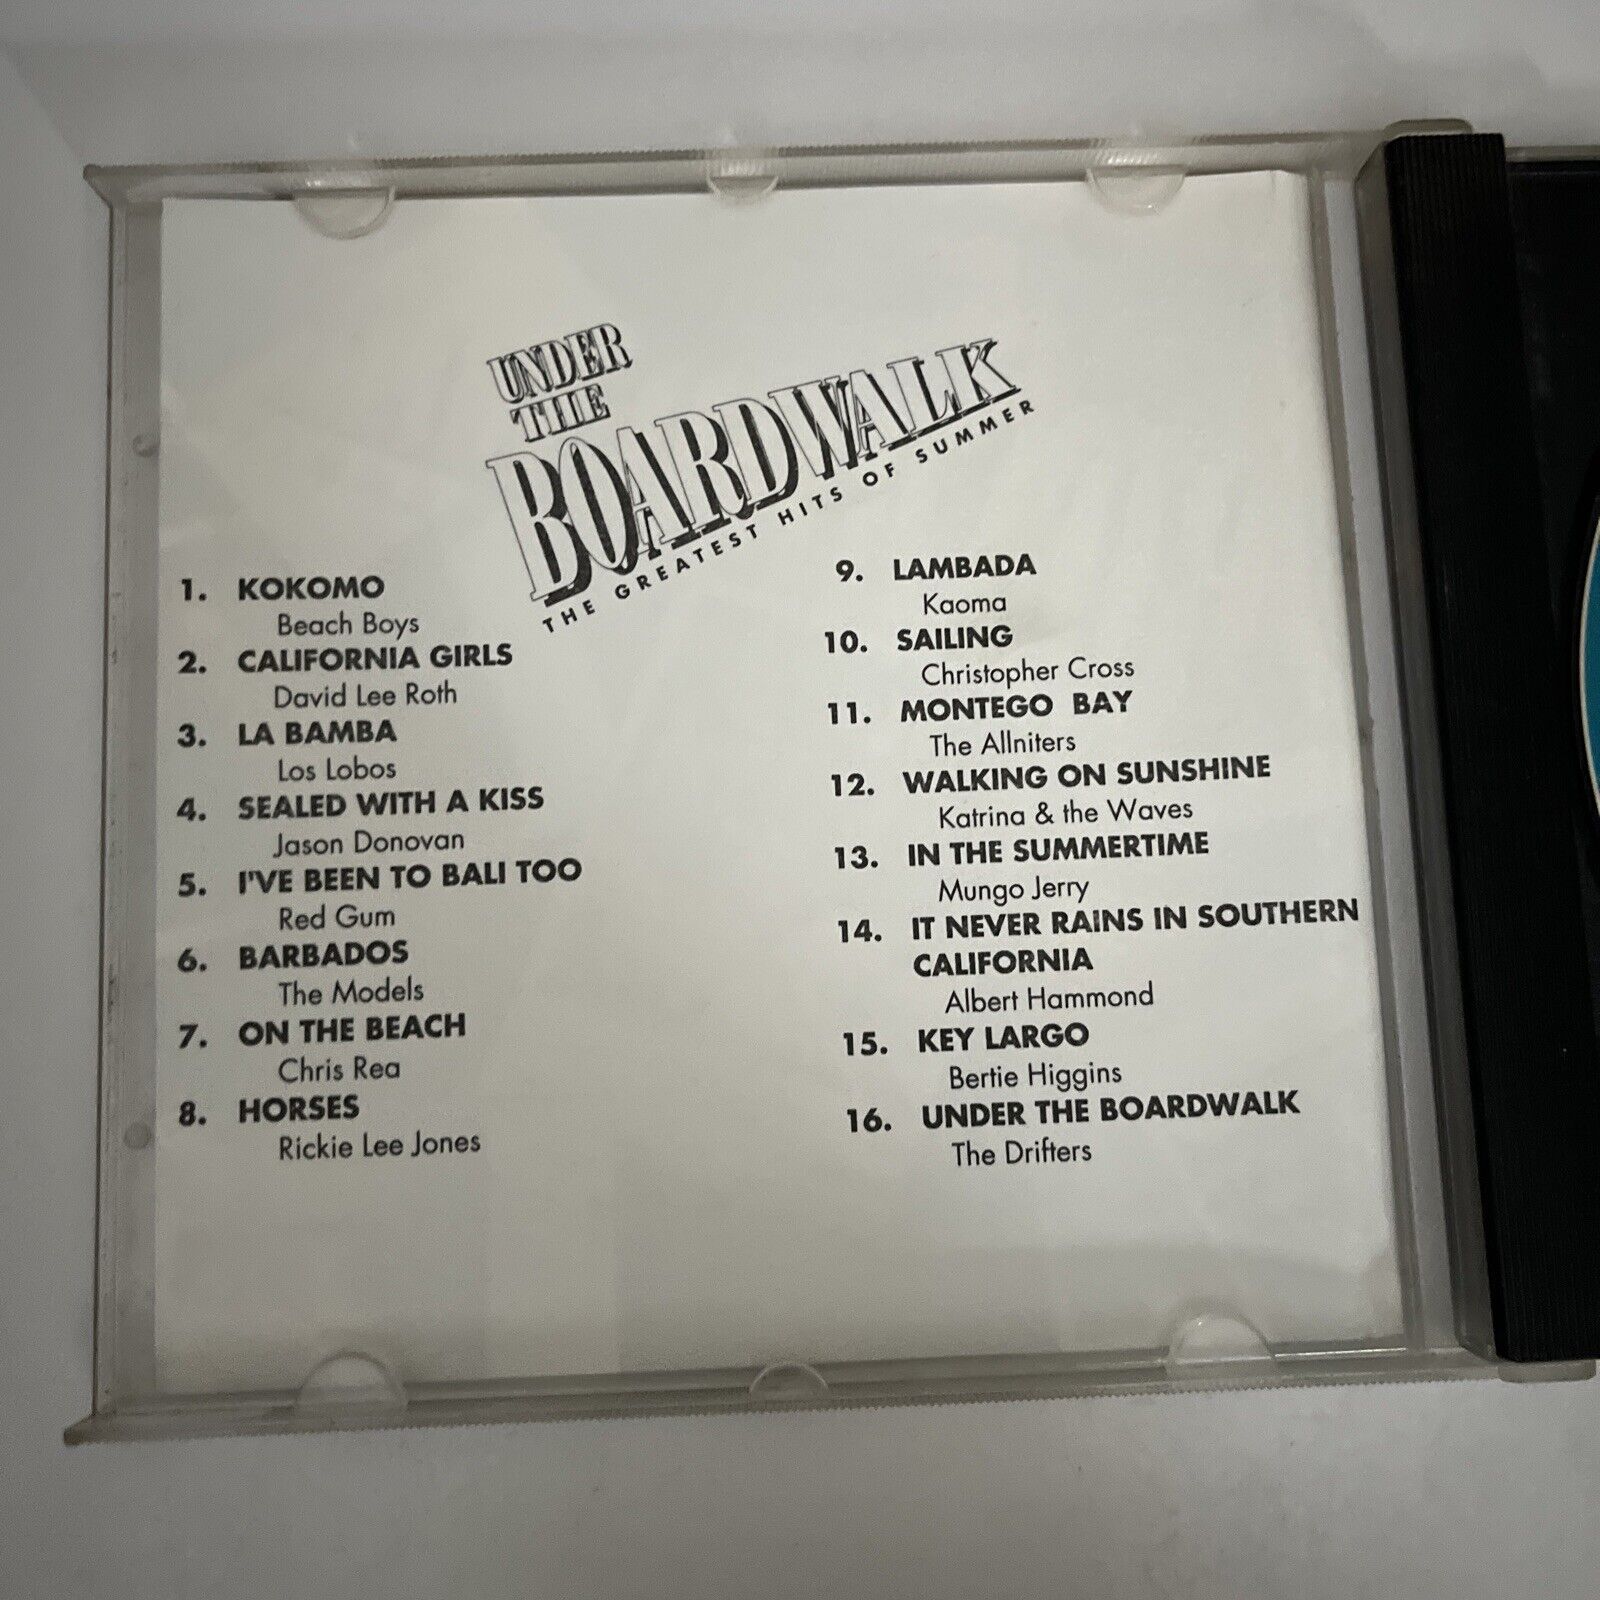 UNDER
THE
BOARDWALK
THE GREATEST HITS OF SUMMER
1. KOKOMO
Beach Boys
2. CALIFORNIA GIRLS
David Lee Roth
3. LA BAMBA
Los Lobos
4. SEALED WITH A KISS
Jason Donovan
5. I'VE BEEN TO BALI TOO
Red Gum
6. BARBADOS
The Models
7. ON THE BEACH
Chris Rea
8. HORSES
Rickie Lee Jones
9. LAMBADA
Kaoma
10. SAILING
Christopher Cross
11. MONTEGO BAY
The Allniters
12. WALKING ON SUNSHINE
Katrina & the Waves
13. IN THE SUMMERTIME
Mungo Jerry
14. IT NEVER RAINS IN SOUTHERN
CALIFORNIA
Albert Hammond
15. KEY LARGO
Bertie Higgins
16. UNDER THE BOARDWALK
The Drifters